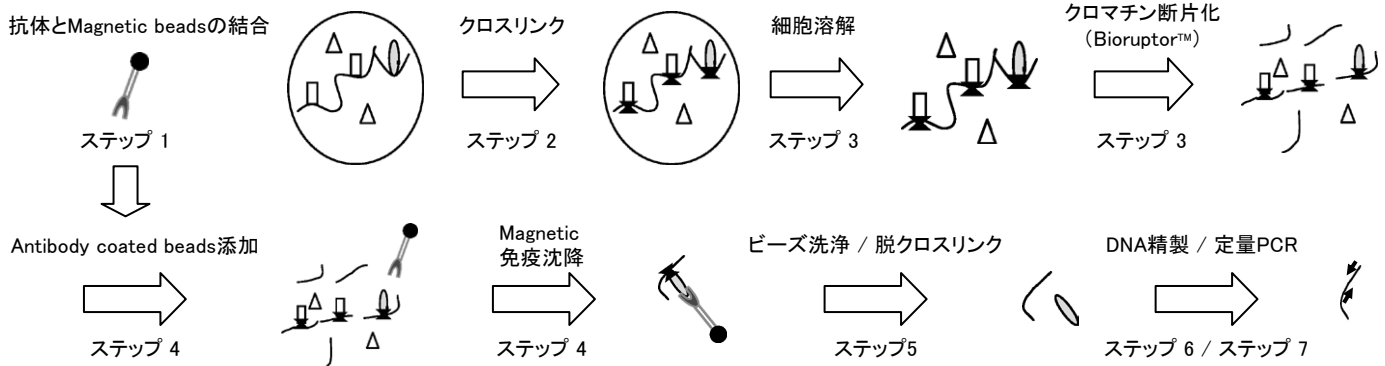 抗体とMagnetic beadsの結合
クロスリンク
細胞溶解
クロマチン断片化
（Bioruptor™）
ステップ 1
ステップ 2
ステップ 3
ステップ 3
Antibody coated beads添加
Magnetic
免疫沈降
ビーズ洗浄 / 脱クロスリンク
DNA精製 / 定量PCR
ステップ 4
ステップ 4
ステップ5
ステップ 6 / ステップ 7